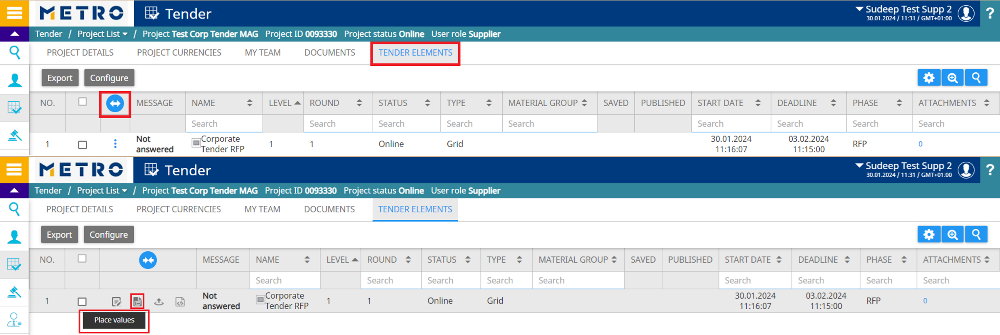 METRO Tender Sudeep Test Supp 2 ?
30.01.2024 / 11:31 / GMT+01:00
Tender / Project List / Project Test Corp Tender MAG Project ID 0093330 Project status Online User role Supplier
PROJECT DETAILS PROJECT CURRENCIES MY TEAM DOCUMENTS TENDER ELEMENTS
Export Configure
NO. MESSAGE NAME LEVEL ROUND STATUS TYPE MATERIAL GROUP SAVED PUBLISHED START DATE DEADLINE PHASE ATTACHMENTS
Search Search Search Search Search Search Search Search Search
1 Not answered Corporate Tender RFP 1 1 Online Grid 30.01.2024 11:16:07 03.02.2024 11:15:00 RFP 0
METRO Tender Sudeep Test Supp 2 ?
30.01.2024 / 11:31 / GMT+01:00
Tender / Project List / Project Test Corp Tender MAG Project ID 0093330 Project status Online User role Supplier
PROJECT DETAILS PROJECT CURRENCIES MY TEAM DOCUMENTS TENDER ELEMENTS
Export Configure
NO. MESSAGE NAME LEVEL ROUND STATUS TYPE MATERIAL GROUP SAVED PUBLISHED START DATE DEADLINE PHASE ATTACHMENTS
Search Search Search Search Search Search Search Search Search
1 Not answered Corporate Tender RFP 1 1 Online Grid 30.01.2024 11:16:07 03.02.2024 11:15:00 RFP 0
Place values